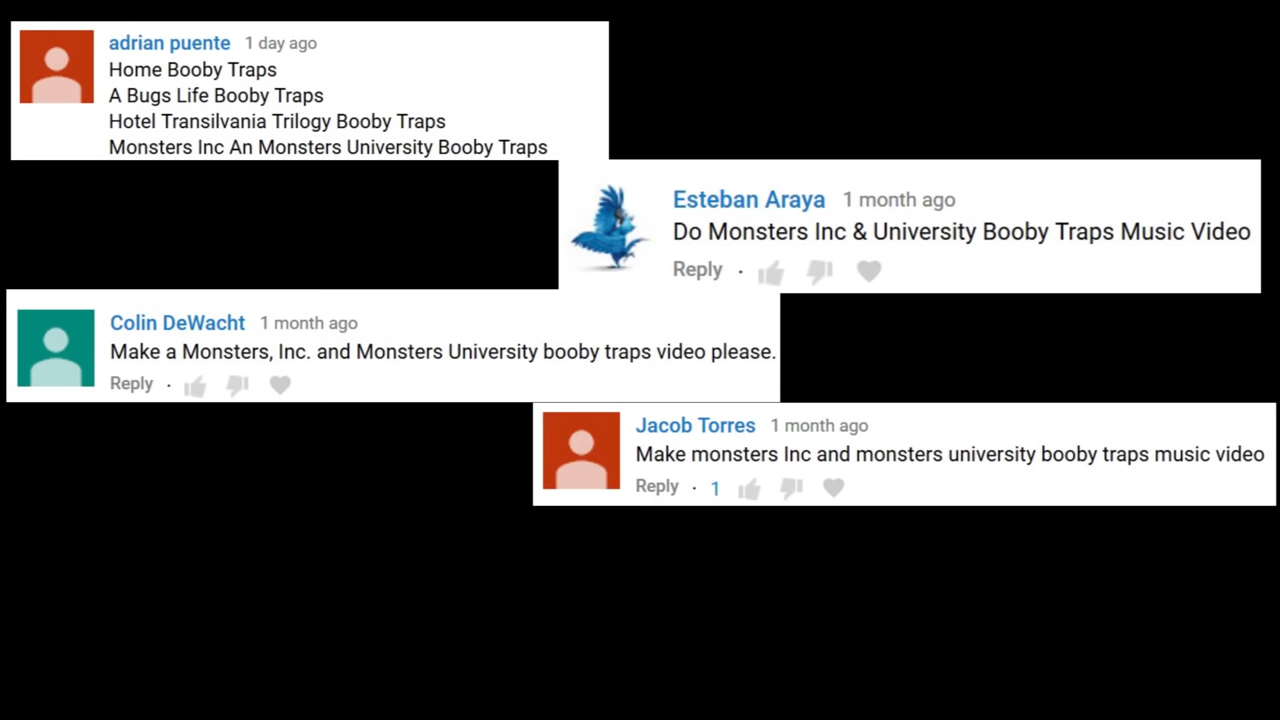 adrian puente 1 day ago
Home Booby Traps
A Bugs Life Booby Traps
Hotel Transilvania Trilogy Booby Traps
Monsters Inc An Monsters University Booby Traps
Esteban Araya 1 month ago
Do Monsters Inc & University Booby Traps Music Video
Reply ·
Colin DeWacht 1 month ago
Make a Monsters, Inc. and Monsters University booby traps video please.
Reply ·
Jacob Torres 1 month ago
Make monsters Inc and monsters university booby traps music video
Reply · 1